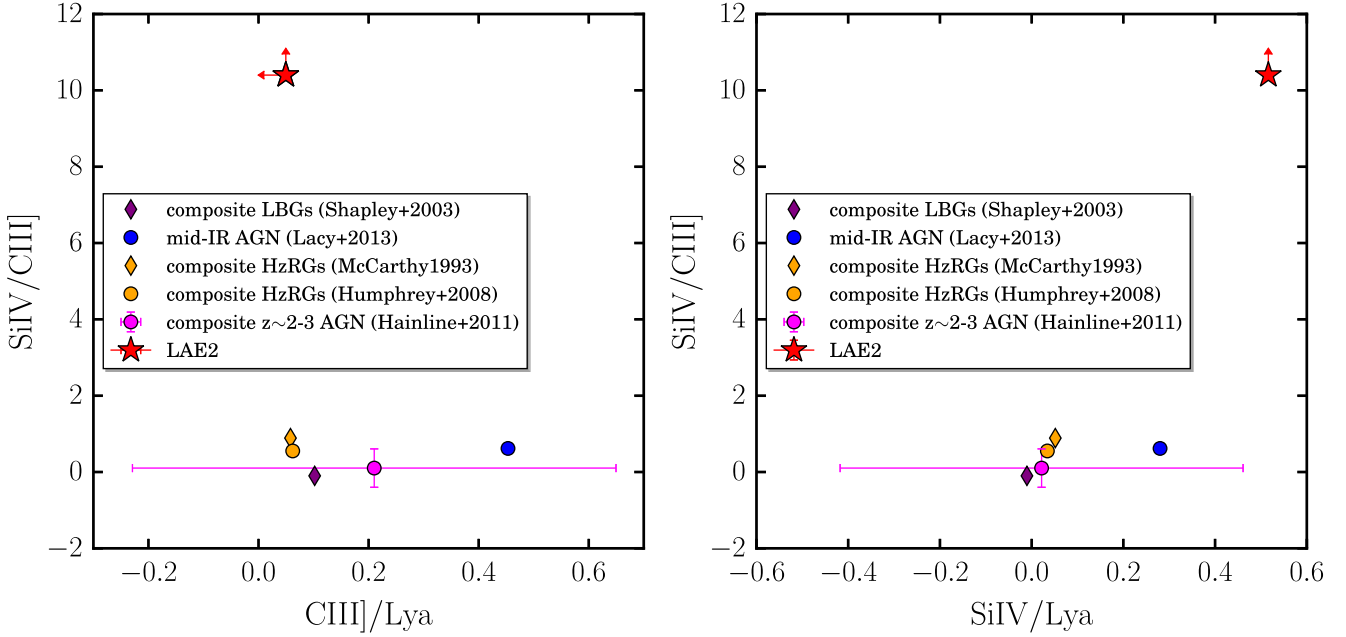 12
10
8
6
4
2
0
−2
SiIV/CIII]
composite LBGs (Shapley+2003)
mid-IR AGN (Lacy+2013)
composite HzRGs (McCarthy1993)
composite HzRGs (Humphrey+2008)
composite z~2-3 AGN (Hainline+2011)
LAE2
−0.2 0.0 0.2 0.4 0.6
CIII]/Lya
12
10
8
6
4
2
0
−2
SiIV/CIII]
composite LBGs (Shapley+2003)
mid-IR AGN (Lacy+2013)
composite HzRGs (McCarthy1993)
composite HzRGs (Humphrey+2008)
composite z~2-3 AGN (Hainline+2011)
LAE2
−0.6 −0.4 −0.2 0.0 0.2 0.4 0.6
SiIV/Lya